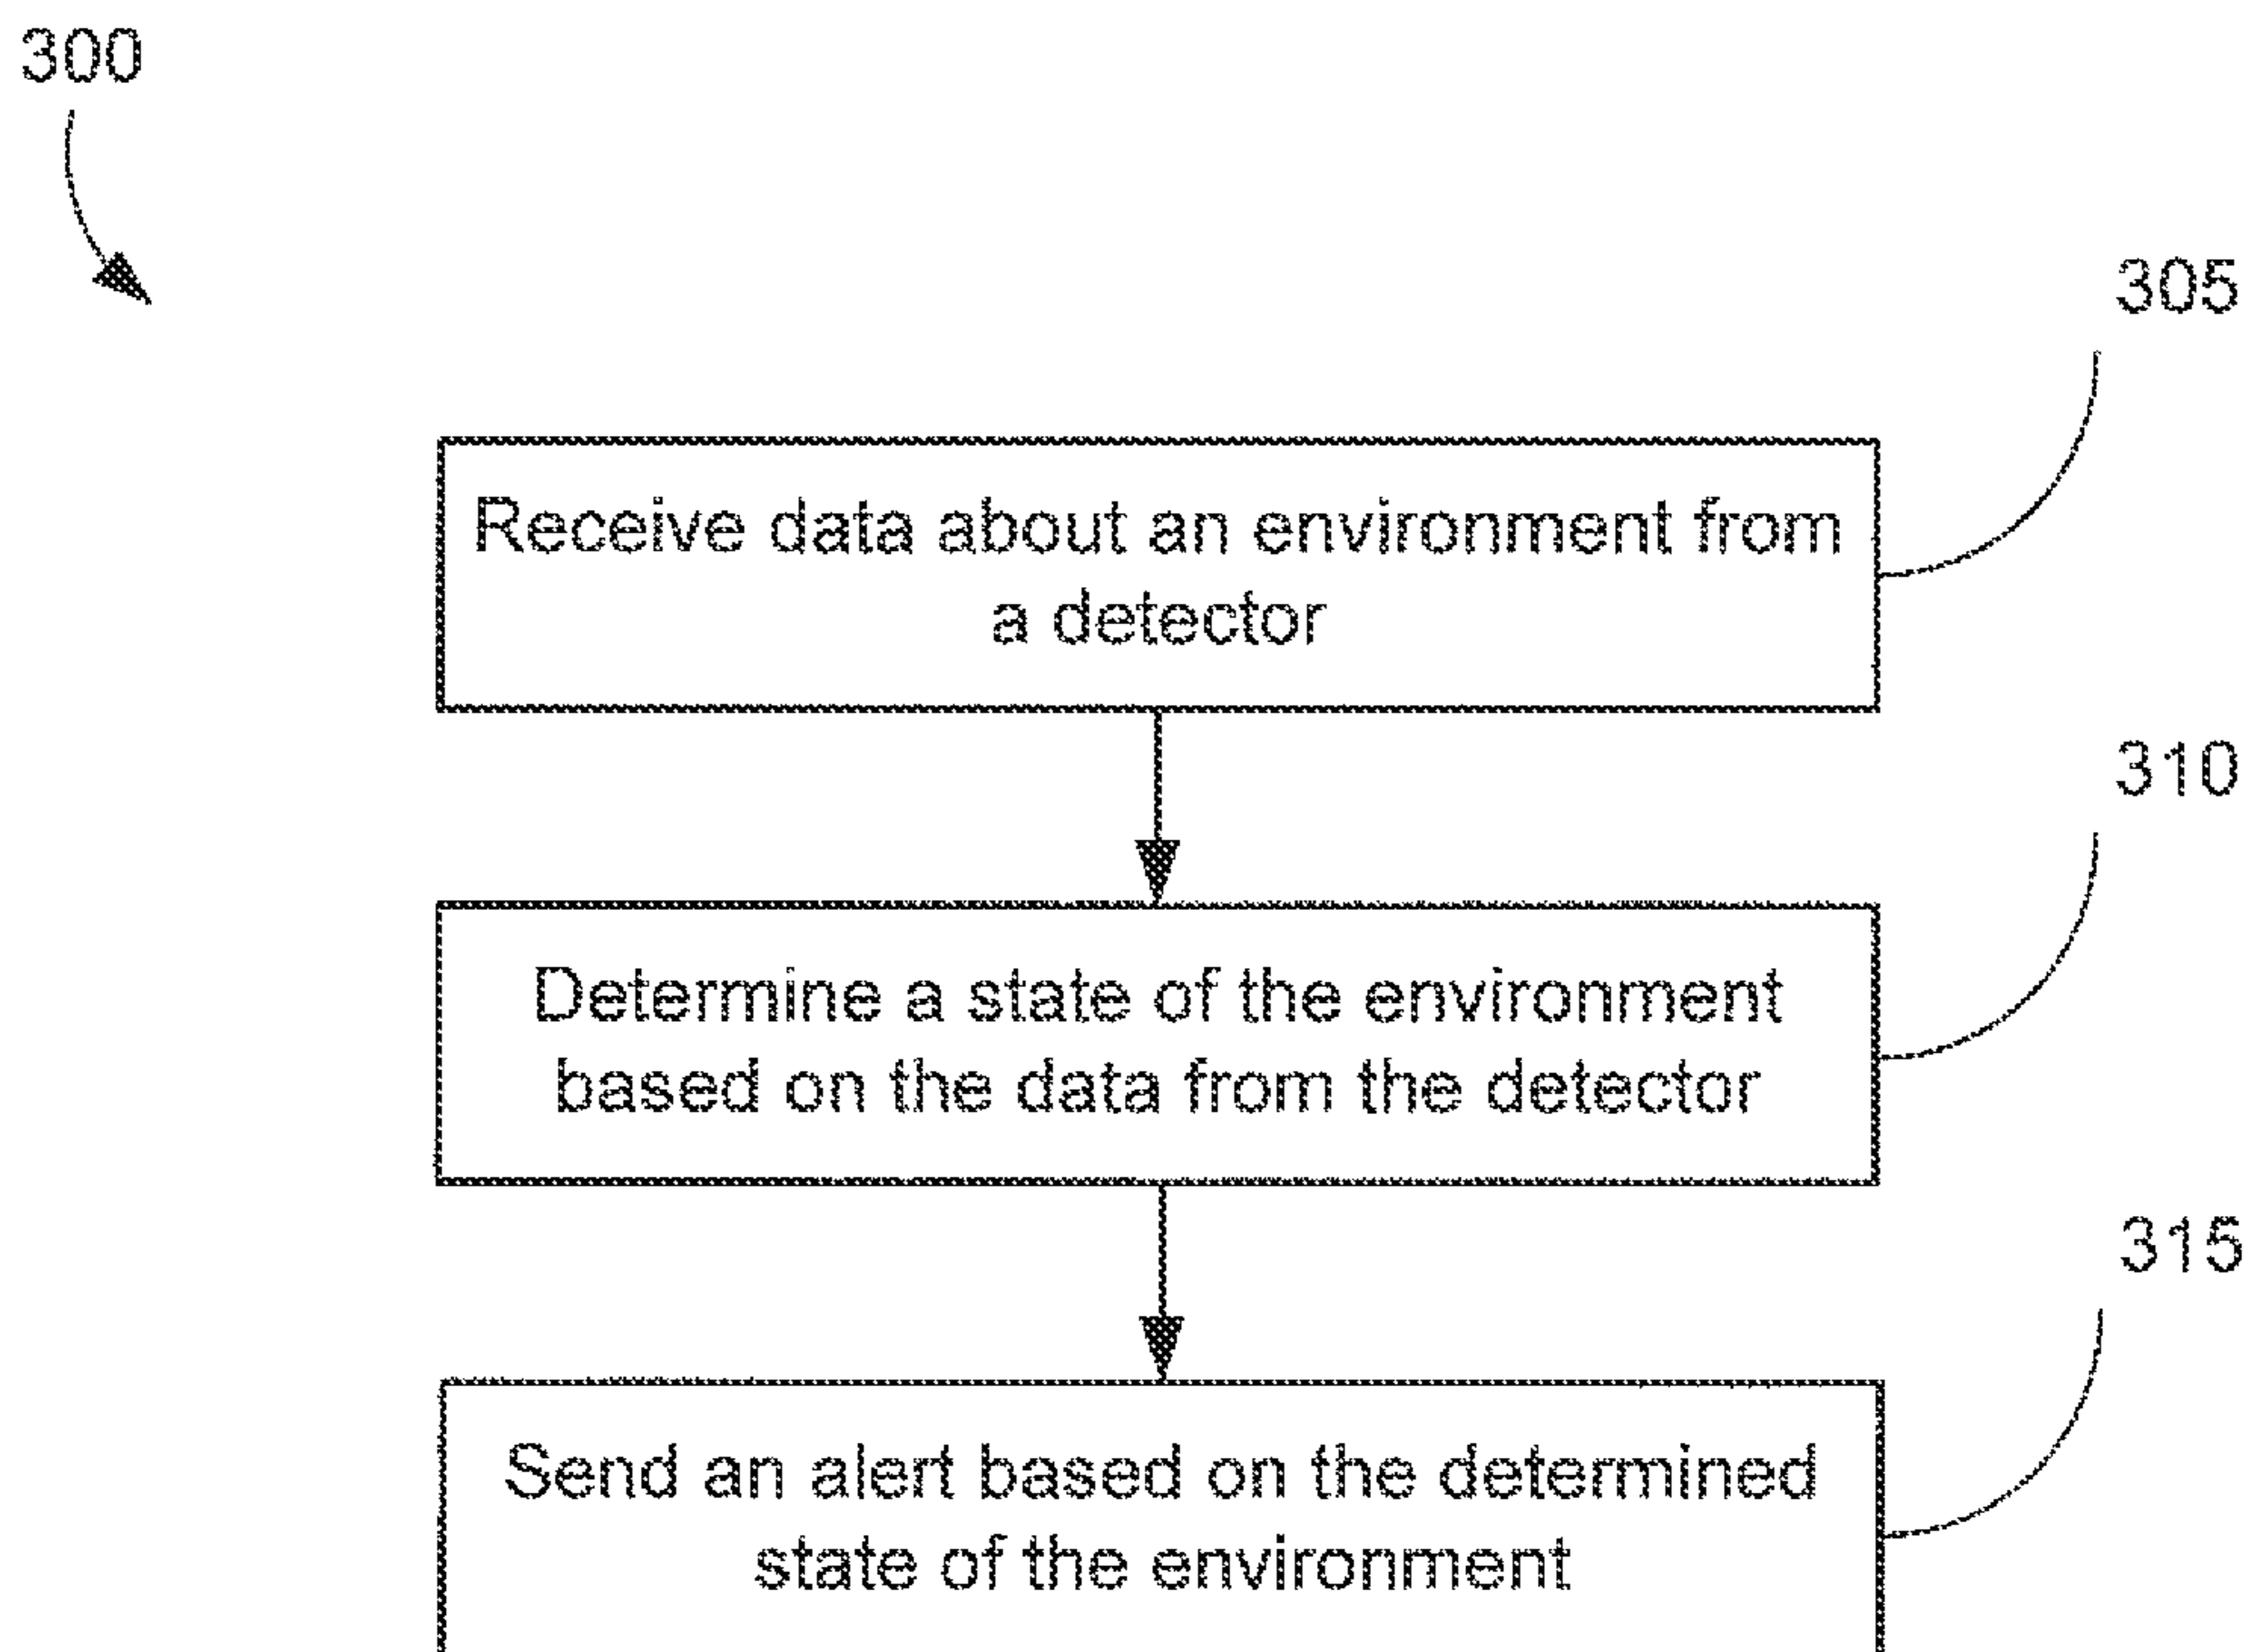 300
305
Receive data about an environment from
a detector
310
Determine a state of the environment
based on the data from the detector
315
Send an alert based on the determined
state of the environment